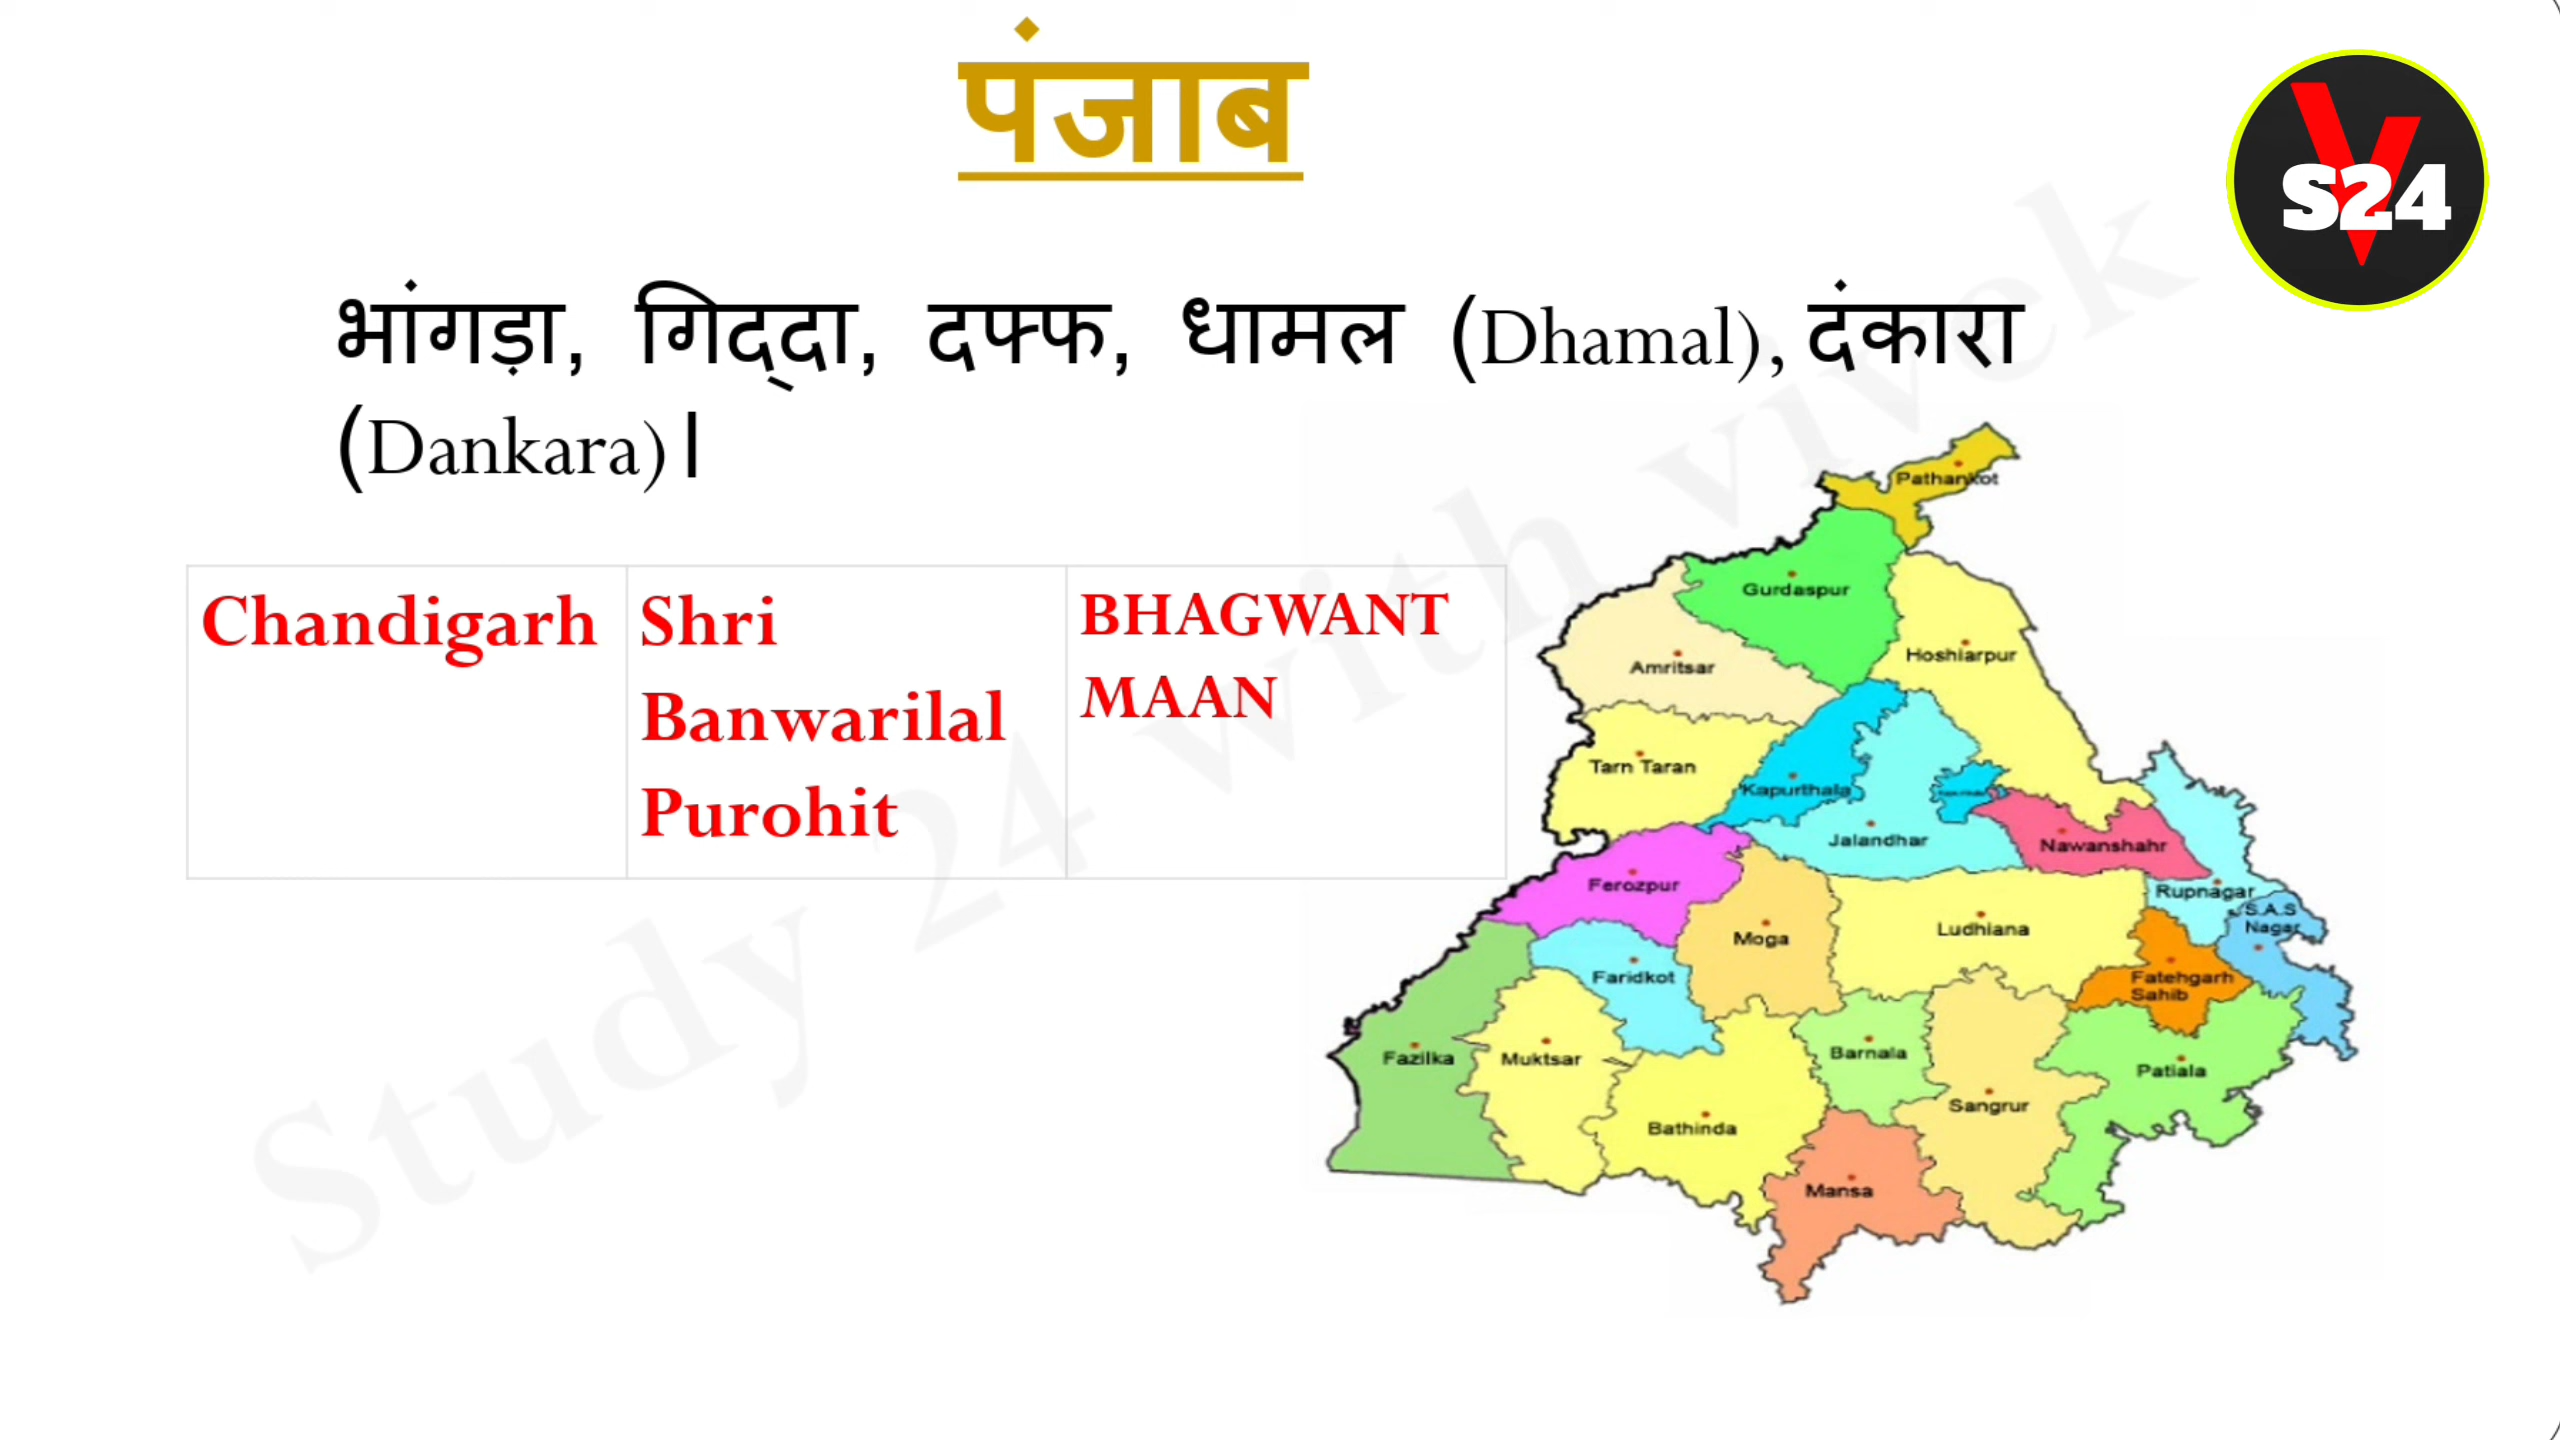 पंजाब
S24
भांगड़ा, गिद्‌दा, दफ्फ, धामल (Dhamal), दंकारा
(Dankara)।
Chandigarh
Shri
Banwarilal
Purohit
BHAGWANT
MAAN
Study 24 with vivek
Pathankot
Gurdaspur
Hoshiarpur
Amritsar
Tarn Taran
Kapurthala
Jalandhar
Nawanshahr
Ferozpur
Rupnagar
S.A.S
Nagar
Moga
Ludhiana
Faridkot
Fatehgarh
Sahib
Fazilka
Muktsar
Barnala
Patiala
Sangrur
Bathinda
Mansa